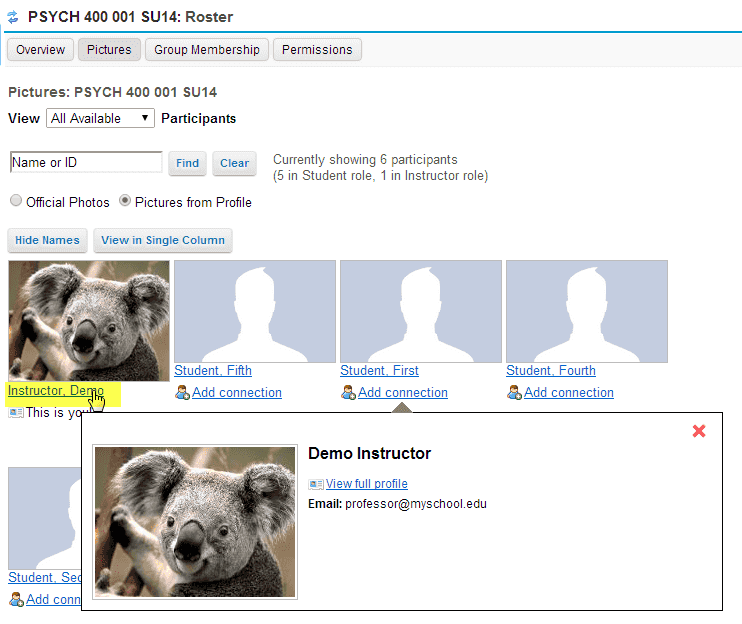 PSYCH 400 001 SU14: Roster
Overview Pictures Group Membership Permissions
Pictures: PSYCH 400 001 SU14
View All Available Participants
Name or ID Find Clear Currently showing 6 participants
(5 in Student role, 1 in Instructor role)
Official Photos Pictures from Profile
Hide Names View in Single Column
Student, Fifth Student, First Student, Fourth
Instructor, Demo Add connection Add connection Add connection
This is you
Demo Instructor
View full profile
Email: professor@myschool.edu
Student, Sec
Add conn